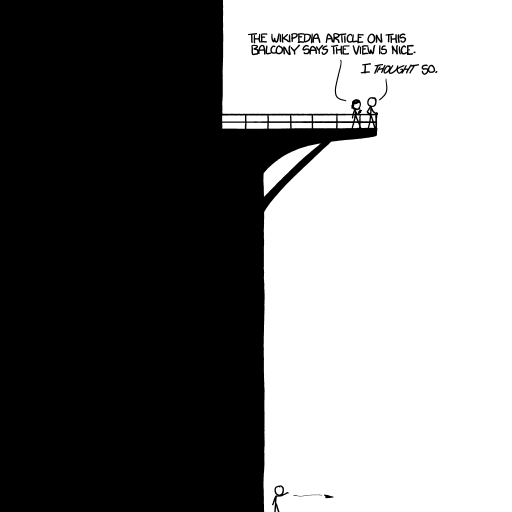 THE WIKIPEDIA ARTICLE ON THIS
BALCONY SAYS THE VIEW IS NICE.
I THOUGHT SO.